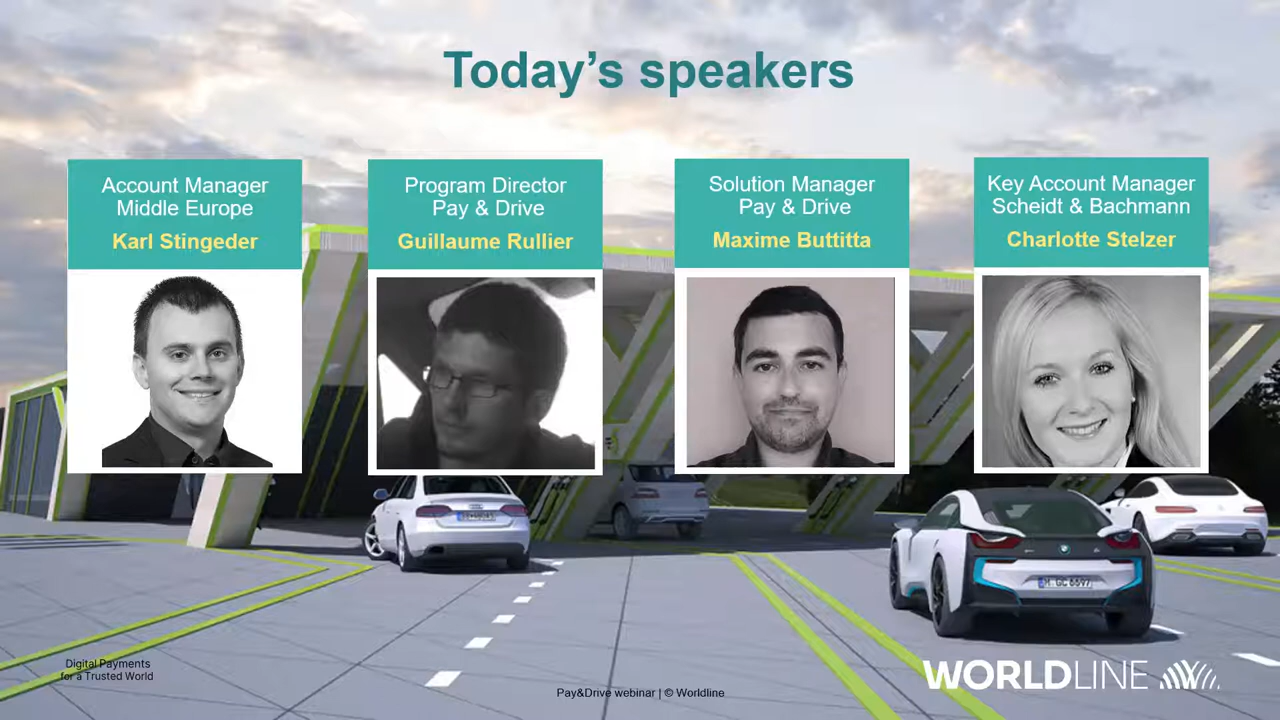 Today's speakers
Account Manager
Middle Europe
Karl Stingeder
Program Director
Pay & Drive
Guillaume Rullier
Solution Manager
Pay & Drive
Maxime Buttitta
Key Account Manager
Scheidt & Bachmann
Charlotte Stelzer
Digital Payments
for a Trusted World
Pay&Drive webinar | © Worldline
WORLDLINE